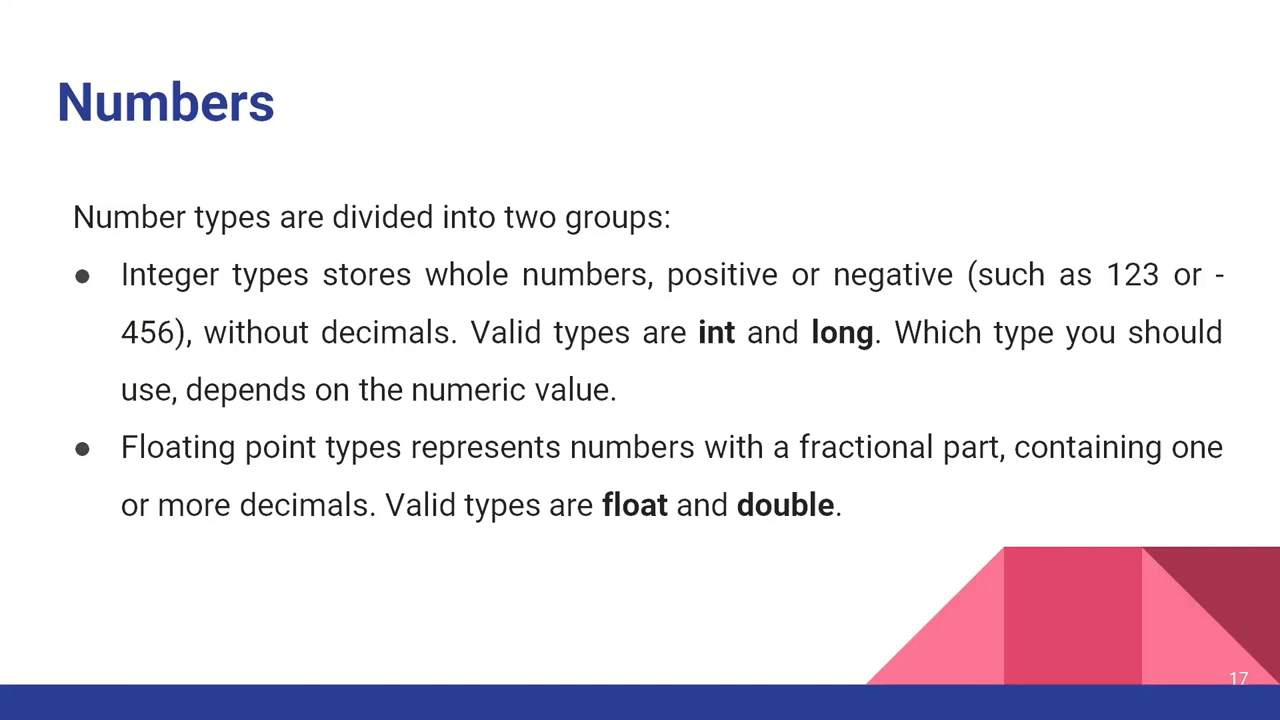 Numbers
Number types are divided into two groups:
● Integer types stores whole numbers, positive or negative (such as 123 or -
456), without decimals. Valid types are int and long. Which type you should
use, depends on the numeric value.
● Floating point types represents numbers with a fractional part, containing one
or more decimals. Valid types are float and double.
17